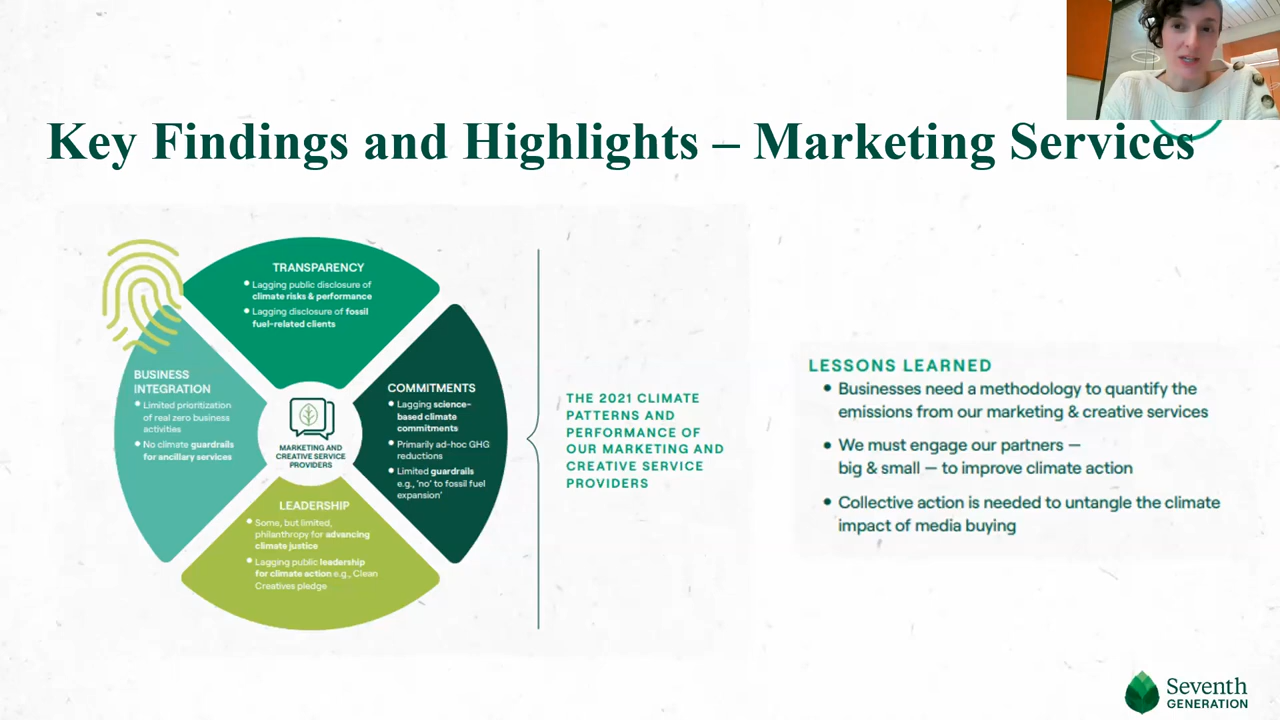 Key Findings and Highlights – Marketing Services
TRANSPARENCY
• Lagging public disclosure of
climate risks & performance
• Lagging disclosure of fossil
fuel-related clients
BUSINESS
INTEGRATION
• Limited prioritization
of real zero business
activities
• No climate guardrails
for ancillary services
COMMITMENTS
• Lagging science-
based climate
commitments
• Primarily ad-hoc GHG
reductions
• Limited guardrails
e.g., 'no' to fossil fuel
expansion'
MARKETING AND
CREATIVE SERVICE
PROVIDERS
LEADERSHIP
• Some, but limited,
philanthropy for advancing
climate justice
• Lagging public leadership
for climate action e.g., Clean
Creatives pledge
THE 2021 CLIMATE
PATTERNS AND
PERFORMANCE OF
OUR MARKETING AND
CREATIVE SERVICE
PROVIDERS
LESSONS LEARNED
• Businesses need a methodology to quantify the
emissions from our marketing & creative services
• We must engage our partners —
big & small — to improve climate action
• Collective action is needed to untangle the climate
impact of media buying
Seventh
GENERATION